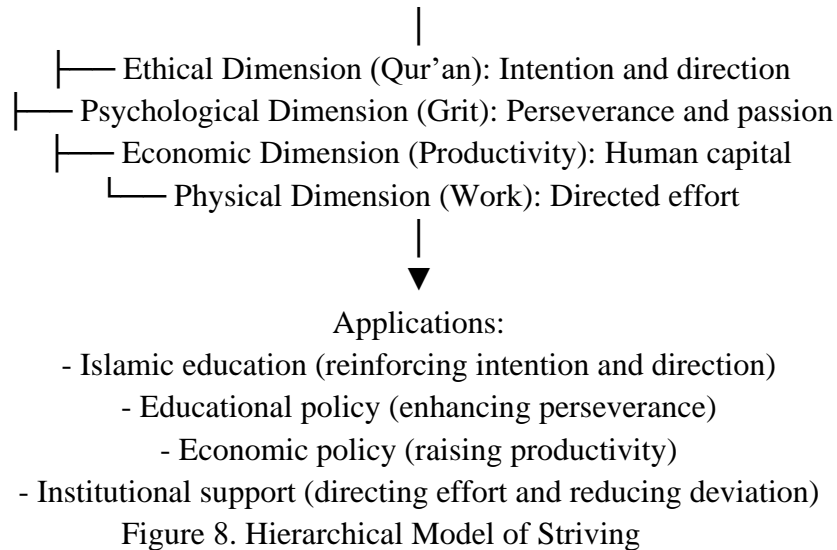 │
├── Ethical Dimension (Qur’an): Intention and direction
├── Psychological Dimension (Grit): Perseverance and passion
├── Economic Dimension (Productivity): Human capital
└── Physical Dimension (Work): Directed effort
│
▼
Applications:
- Islamic education (reinforcing intention and direction)
- Educational policy (enhancing perseverance)
- Economic policy (raising productivity)
- Institutional support (directing effort and reducing deviation)
Figure 8. Hierarchical Model of Striving